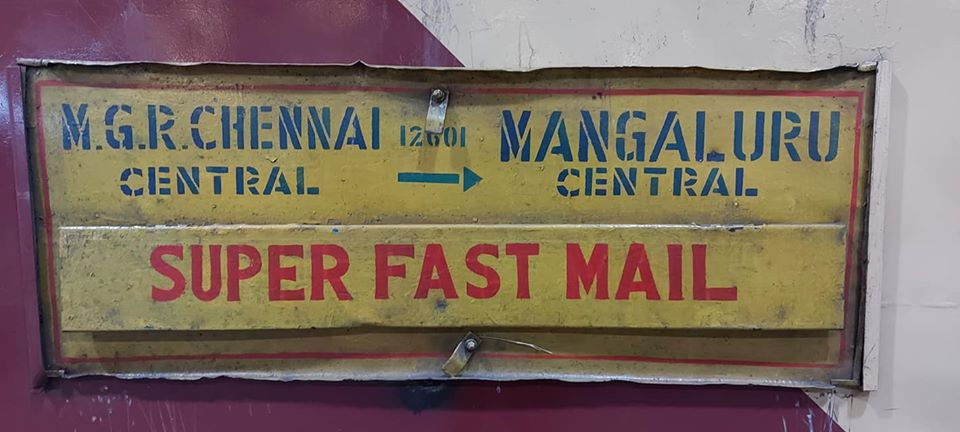 M.G.R.CHENNAI 12601 MANGALURU
CENTRAL CENTRAL
SUPER FAST MAIL